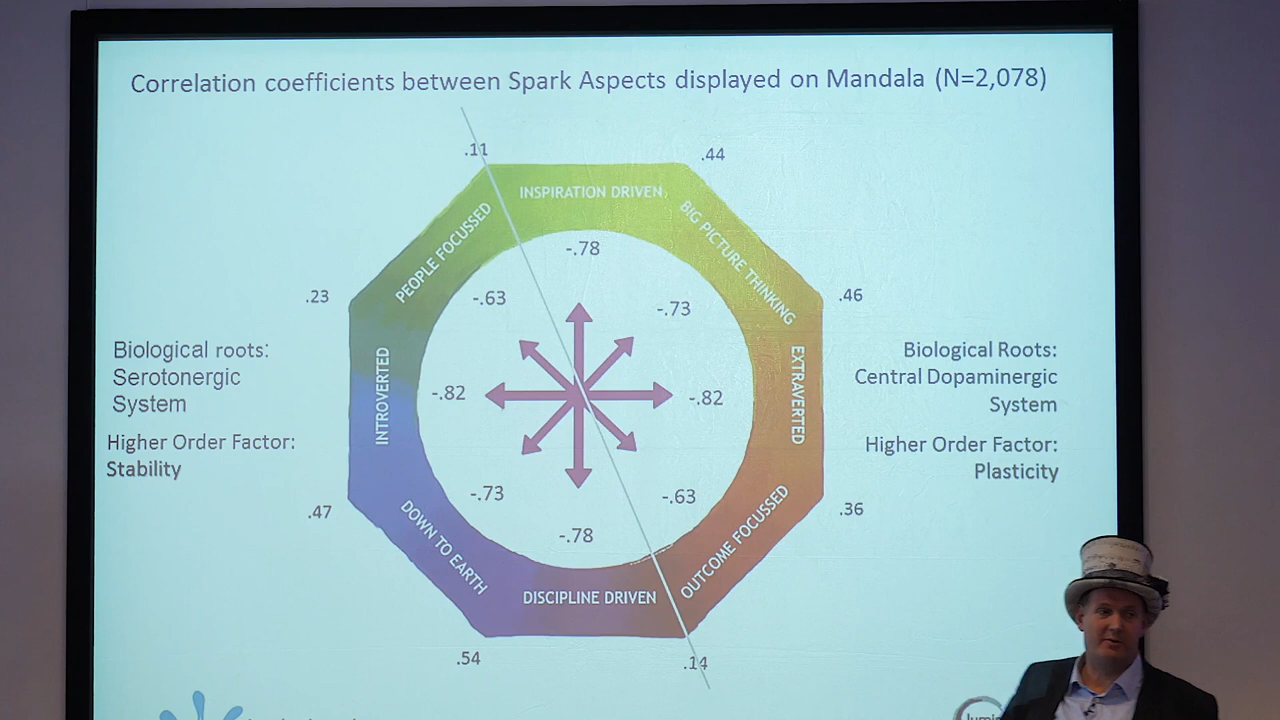 Correlation coefficients between Spark Aspects displayed on Mandala (N=2,078)
.11
.44
INSPIRATION DRIVEN
PEOPLE FOCUSSED
BIG PICTURE THINKING
-.78
-.63
-.73
.23
.46
Biological roots:
Serotonergic
System
Higher Order Factor:
Stability
INTROVERTED
-.82
-.82
EXTRAVERTED
Biological Roots:
Central Dopaminergic
System
Higher Order Factor:
Plasticity
-.73
-.63
.47
.36
DOWN TO EARTH
OUTCOME FOCUSSED
-.78
DISCIPLINE DRIVEN
.54
.14